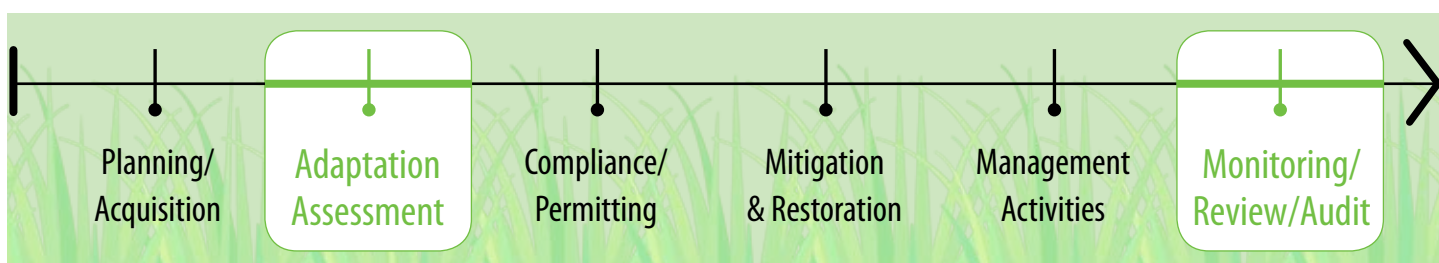 Planning/
Acquisition
Adaptation
Assessment
Compliance/
Permitting
Mitigation
& Restoration
Management
Activities
Monitoring/
Review/Audit